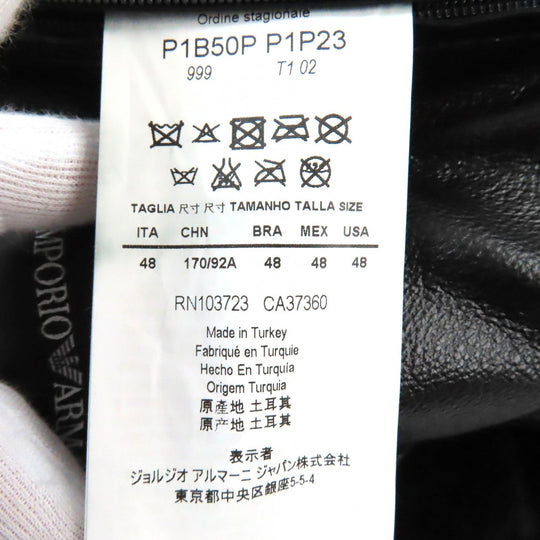 Ordine stagionale
P1B50P P1P23
999 T1 02
TAGLIA 尺寸 尺寸 TAMANHO TALLA SIZE
ITA CHN BRA MEX USA
48 170/92A 48 48 48
RN103723 CA37360
Made in Turkey
Fabriqué en Turquie
Hecho En Turquía
Origem Turquia
原産地 土耳其
原产地 土耳其
表示者
ジョルジオ アルマーニ ジャパン株式会社
東京都中央区銀座5-5-4
EMPORIO ARM